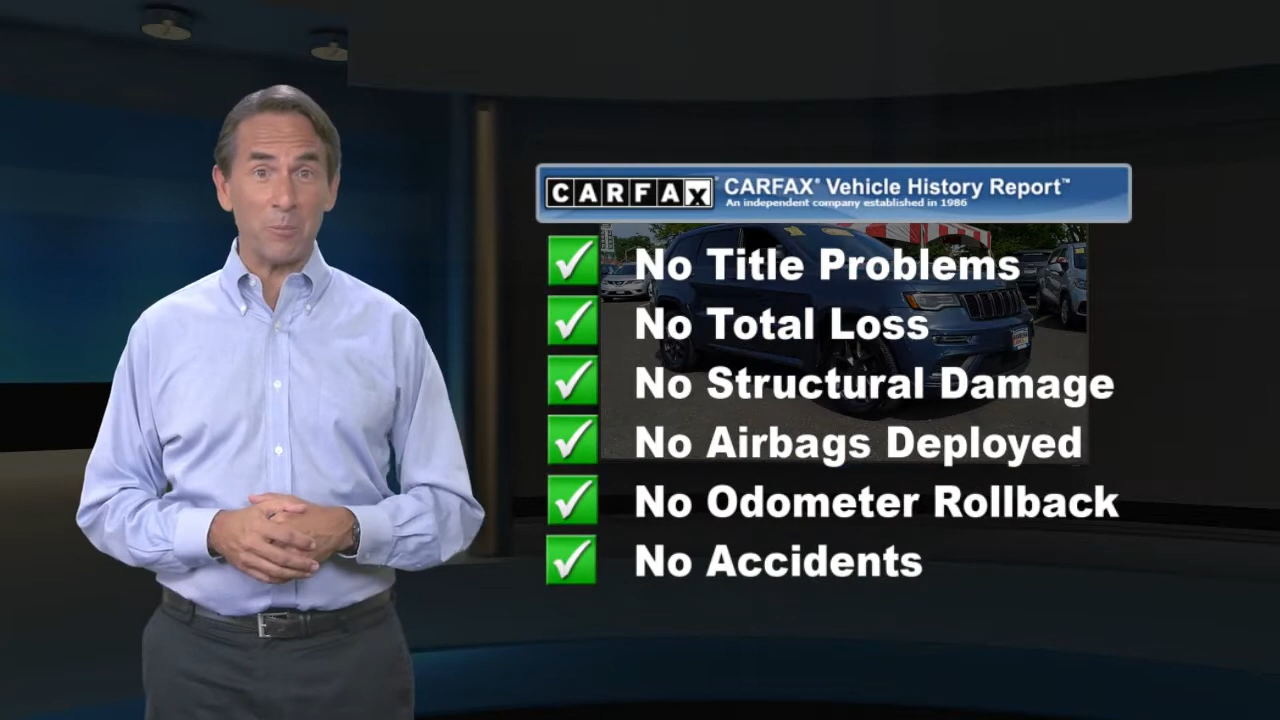 CARFAX
CARFAX® Vehicle History Report™
An independent company established in 1986
No Title Problems
No Total Loss
No Structural Damage
No Airbags Deployed
No Odometer Rollback
No Accidents